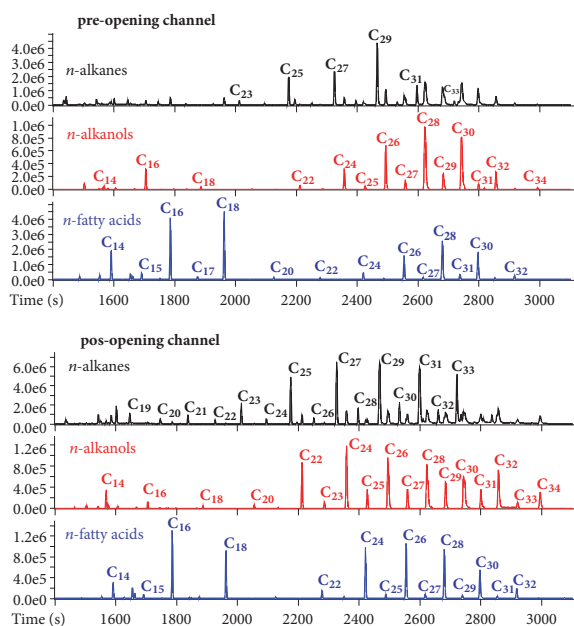 pre-opening channel
C29
4.0e6
n-alkanes
3.0e6
C25
C27
2.0e6
C31
C33
1.0e6
C23
0.0e0
1.0e6
n-alkanols
C28
C30
8.0e5
6.0e5
C26
4.0e5
C16
C24
C29
C32
2.0e5
C14
C18
C22
C25
C27
C31
C34
0.0e0
5.0e6
n-fatty acids
C16
C18
4.0e6
3.0e6
C14
C28
2.0e6
C26
C30
1.0e6
C15
C17
C20
C22
C24
C27
C31
C32
0.0e0
Time (s) 1600 1800 2000 2200 2400 2600 2800 3000
pos-opening channel
6.0e6
n-alkanes
C25
C27
C29
C31
C33
4.0e6
2.0e6
C19
C20
C21
C22
C23
C24
C26
C28
C30
C32
0.0e0
1.2e6
n-alkanols
C24
C22
C26
C28
C30
C32
8.0e5
C14
C29
4.0e5
C16
C18
C20
C23
C25
C27
C31
C33
C34
0.0e0
n-fatty acids
C16
1.2e6
C24
C26
C28
C18
8.0e5
C14
C30
4.0e5
C15
C22
C25
C27
C29
C31
C32
0.0e0
Time (s) 1600 1800 2000 2200 2400 2600 2800 3000